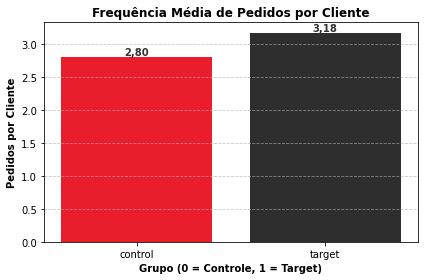 Frequência Média de Pedidos por Cliente
3,18
2,80
3.0
2.5
2.0
1.5
1.0
0.5
0.0
Pedidos por Cliente
control target
Grupo (0 = Controle, 1 = Target)